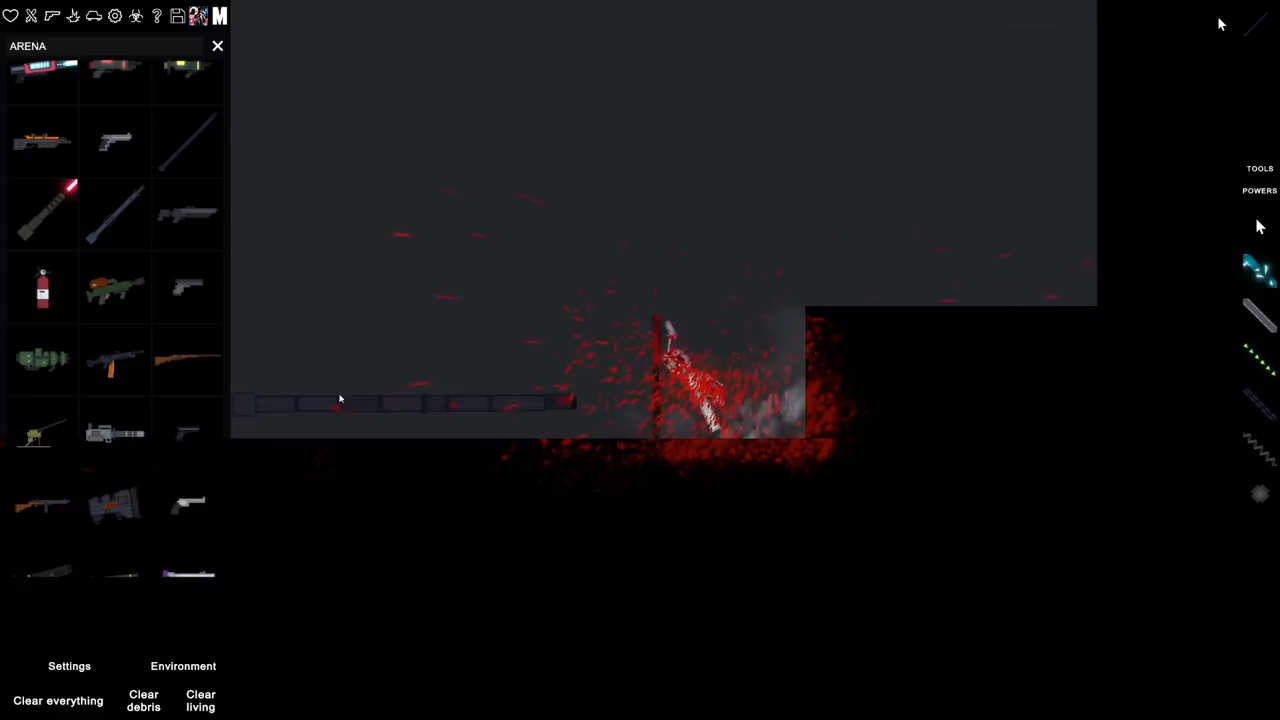 M
ARENA
TOOLS
POWERS
Settings
Environment
Clear everything
Clear
debris
Clear
living